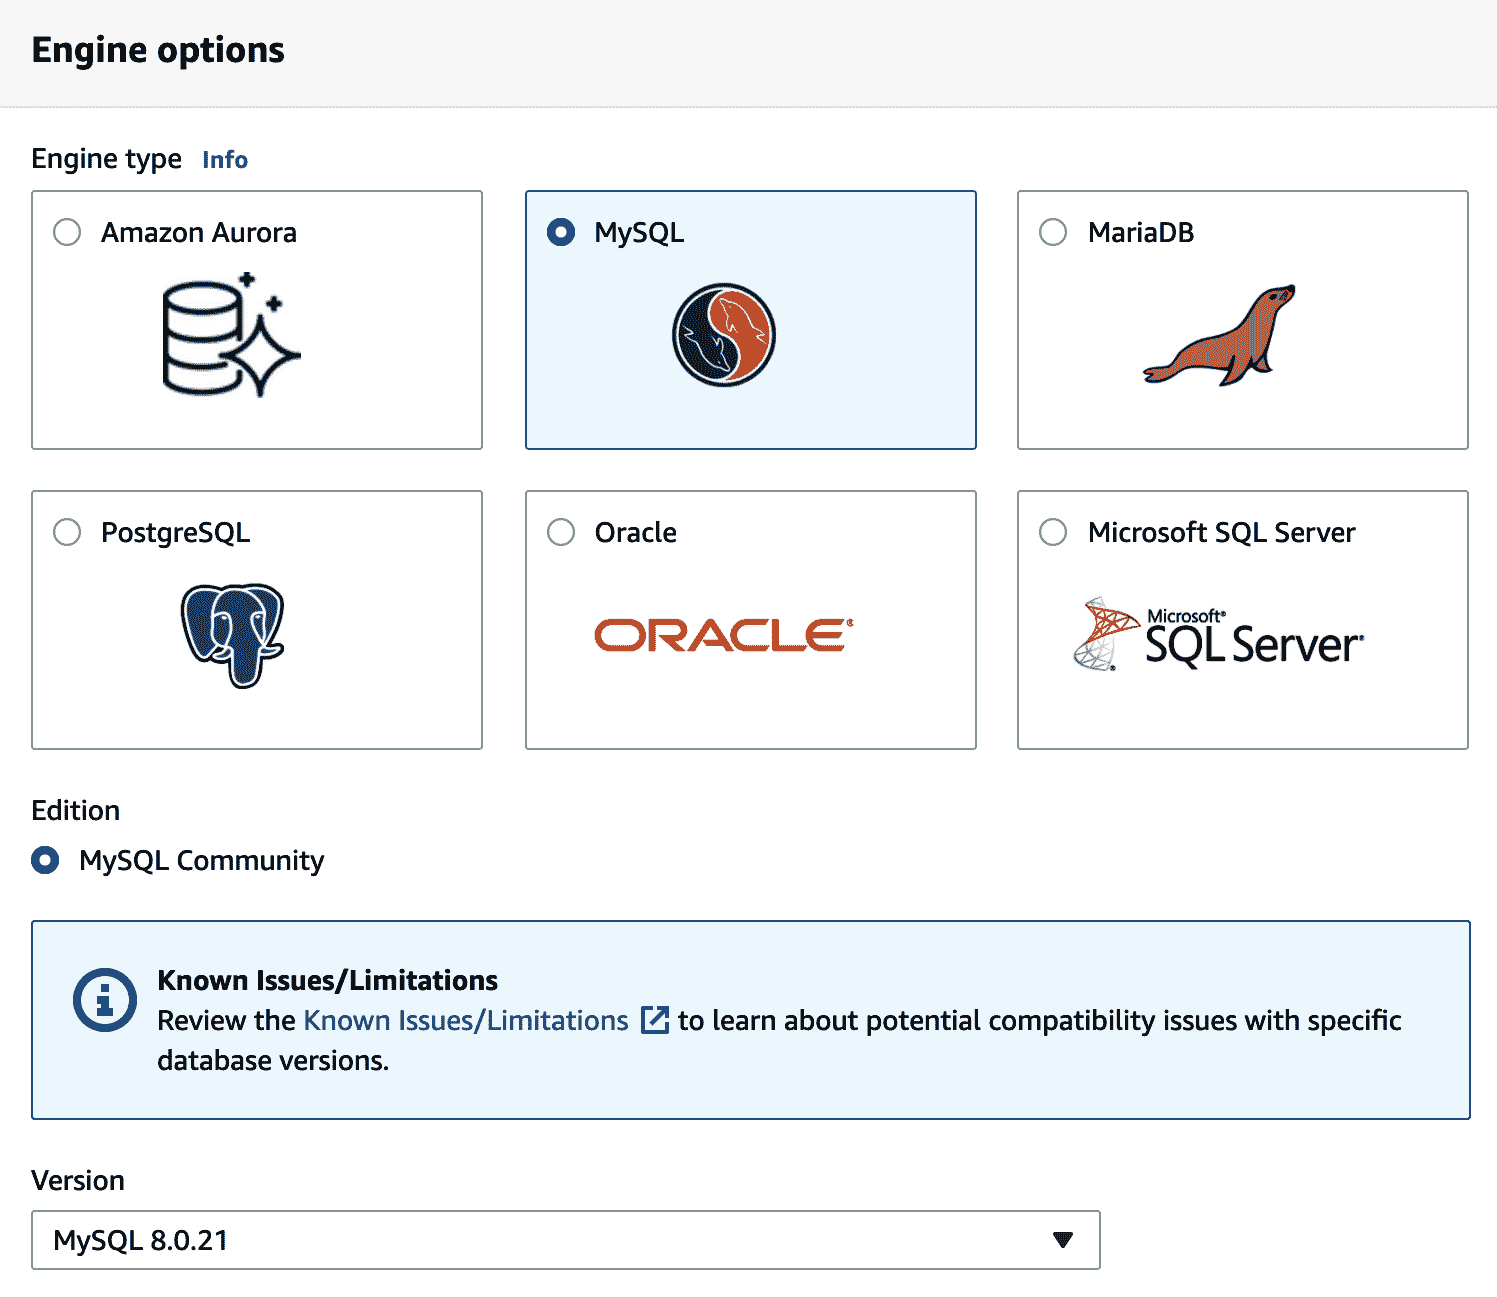 Engine options
Engine type Info
Amazon Aurora
MySQL
MariaDB
PostgreSQL
Oracle
ORACLE
Microsoft SQL Server
Microsoft®
SQL Server®
Edition
MySQL Community
Known Issues/Limitations
Review the Known Issues/Limitations to learn about potential compatibility issues with specific
database versions.
Version
MySQL 8.0.21